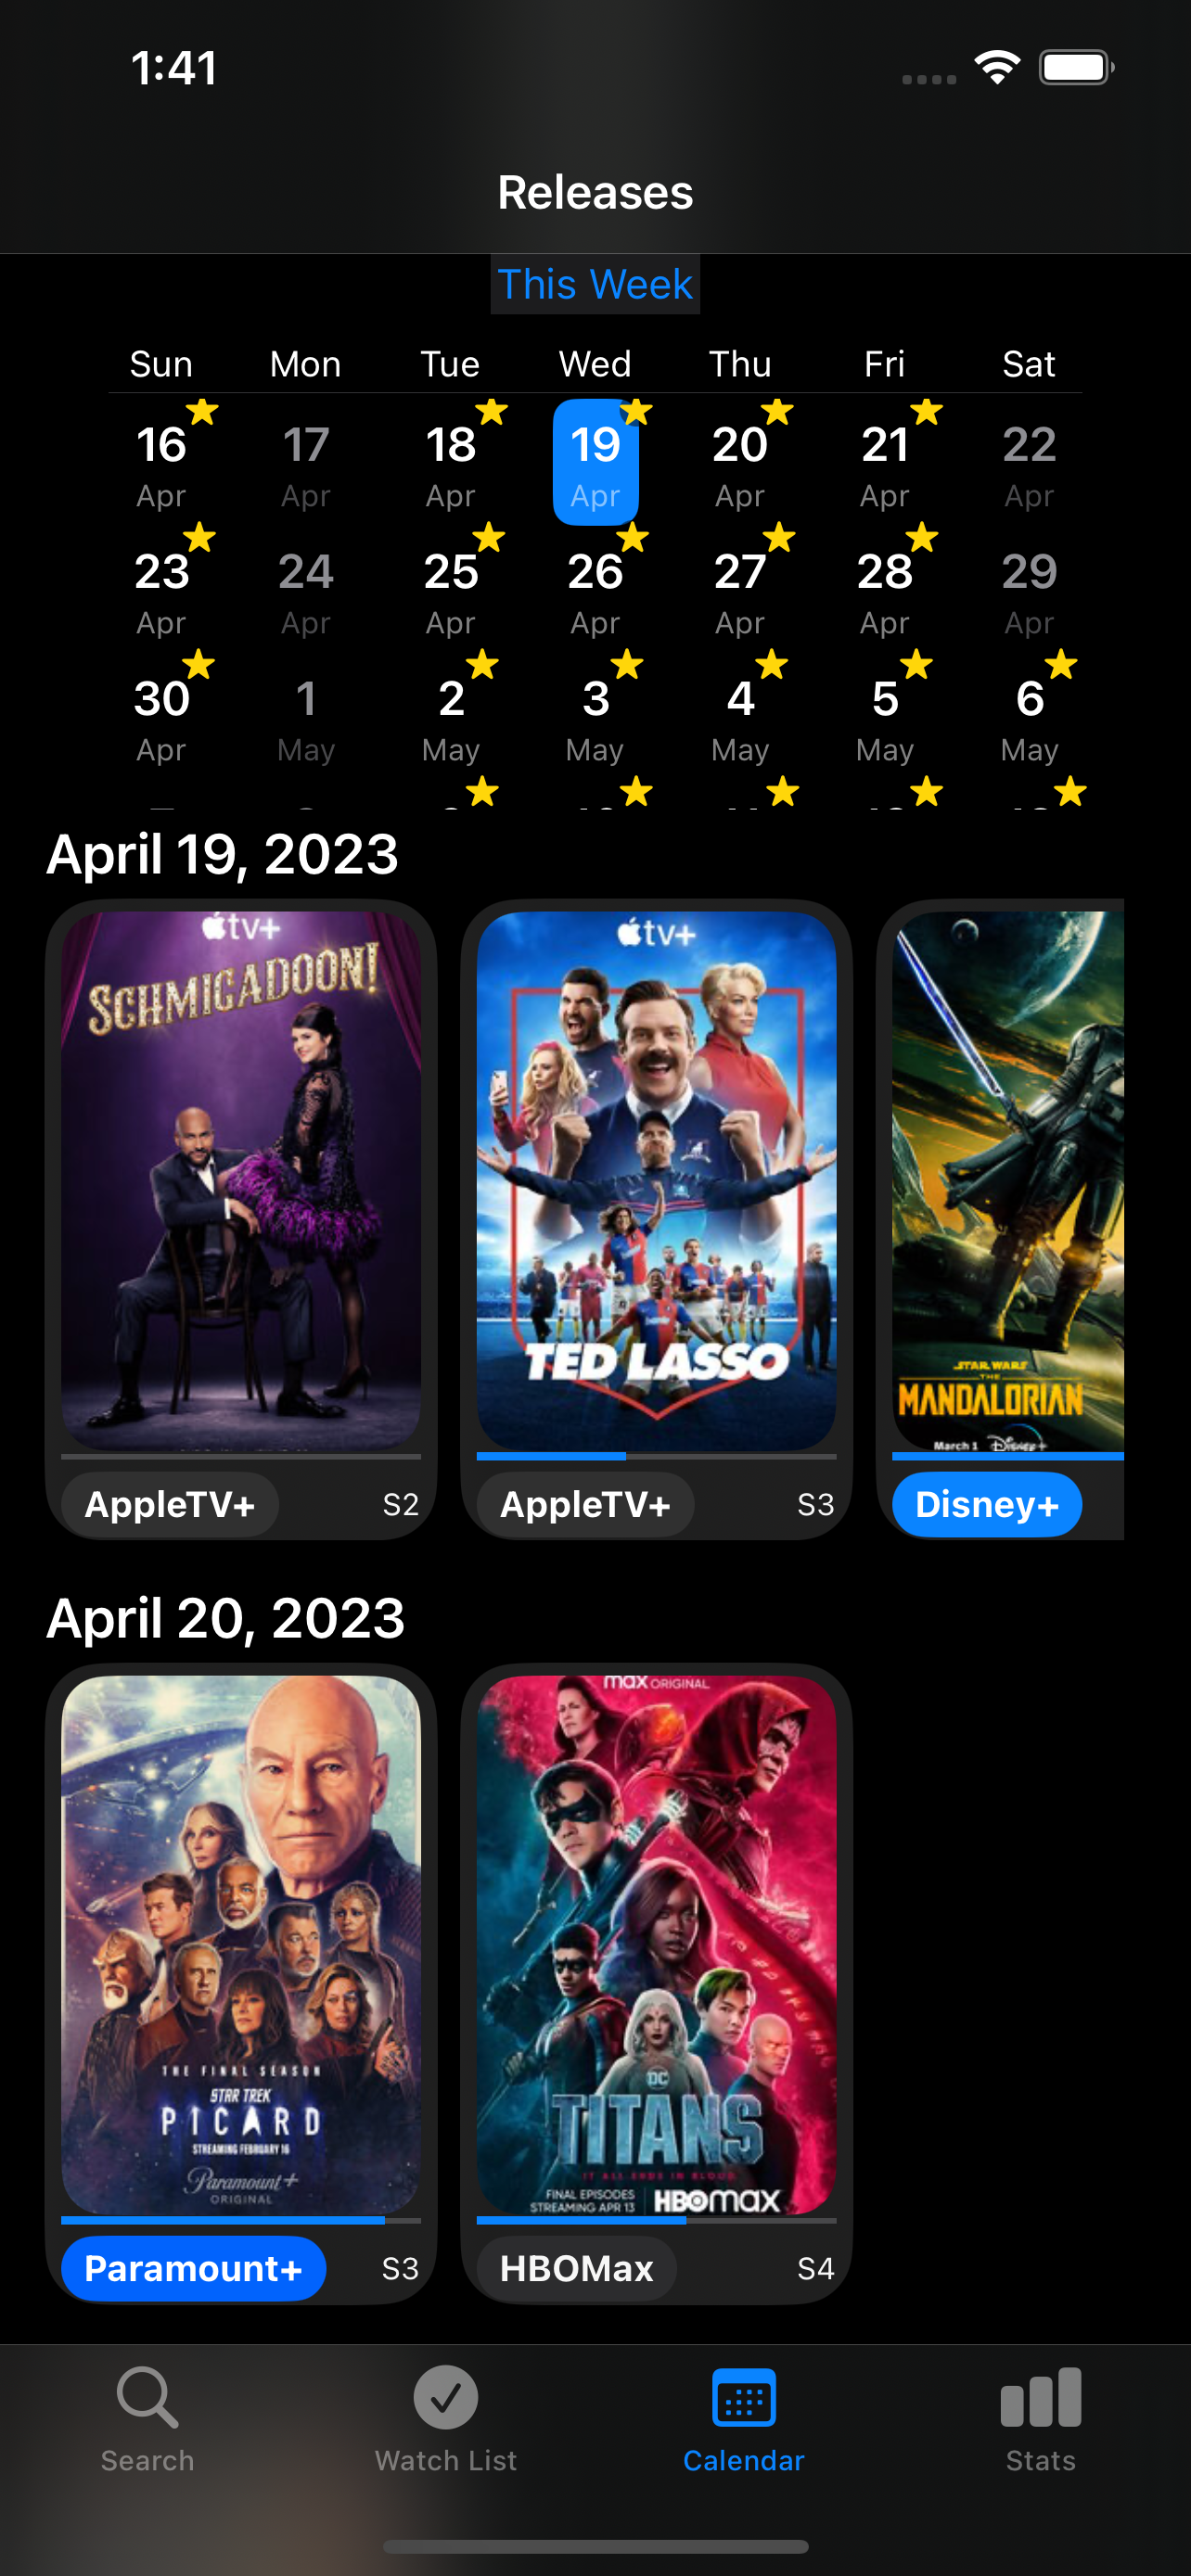 1:41
Releases
This Week
Sun Mon Tue Wed Thu Fri Sat
16 17 18 19 20 21 22
Apr Apr Apr Apr Apr Apr Apr
23 24 25 26 27 28 29
Apr Apr Apr Apr Apr Apr Apr
30 1 2 3 4 5 6
Apr May May May May May May
April 19, 2023
tv+
SCHMIGADOON!
AppleTV+ S2
tv+
TED LASSO
AppleTV+ S3
STAR WARS
THE
MANDALORIAN
March 1 Disney+
Disney+
April 20, 2023
THE FINAL SEASON
STAR TREK
PICARD
STREAMING FEBRUARY 16
Paramount+
ORIGINAL
Paramount+ S3
max ORIGINAL
DC
TITANS
IT ALL ENDS IN BLOOD
FINAL EPISODES
STREAMING APR 13
HBOmax
HBOMax S4
Search Watch List Calendar Stats